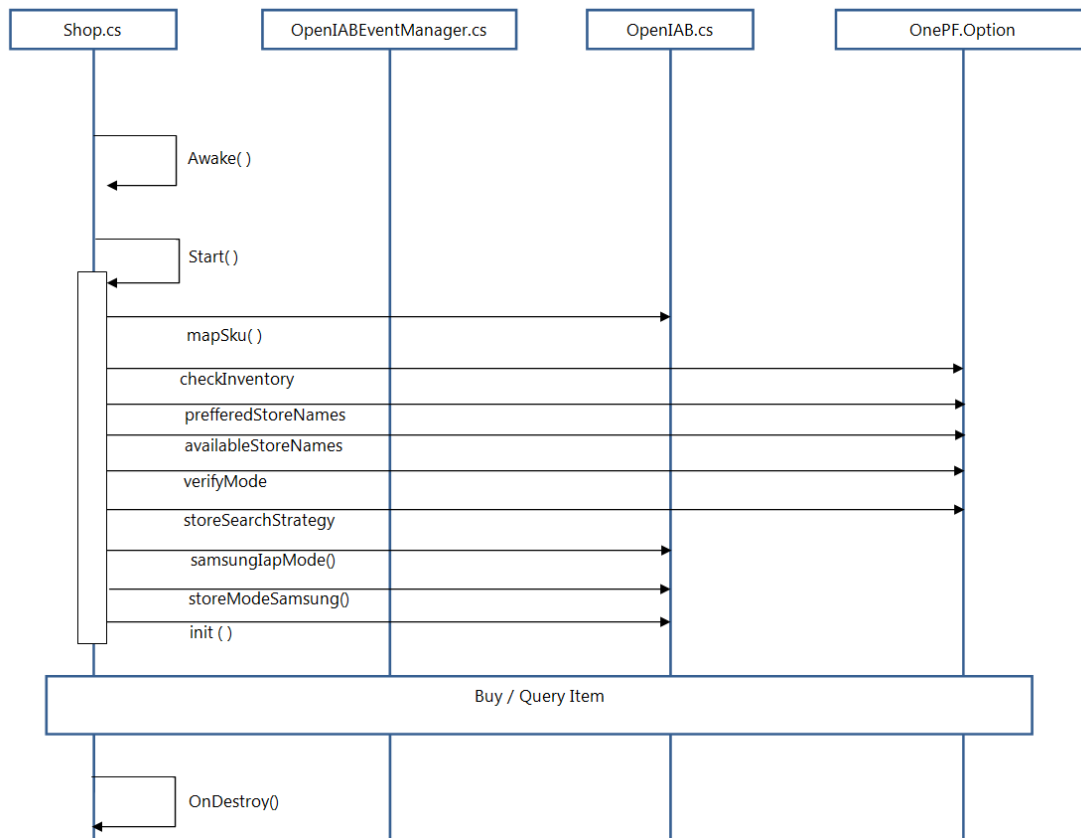 Shop.cs
OpenIABEventManager.cs
OpenIAB.cs
OnePF.Option
Awake( )
Start( )
mapSku( )
checkInventory
prefferedStoreNames
availableStoreNames
verifyMode
storeSearchStrategy
samsungIapMode()
storeModeSamsung()
init ( )
Buy / Query Item
OnDestroy()